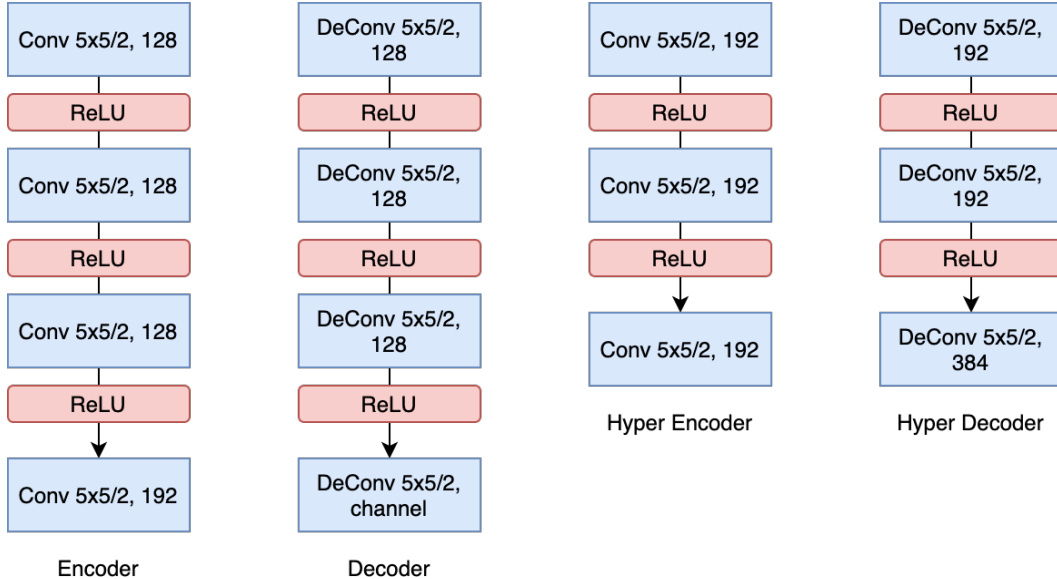 Conv 5x5/2, 128
ReLU
Conv 5x5/2, 128
ReLU
Conv 5x5/2, 128
ReLU
Conv 5x5/2, 192
Encoder
DeConv 5x5/2,
128
ReLU
DeConv 5x5/2,
128
ReLU
DeConv 5x5/2,
128
ReLU
DeConv 5x5/2,
channel
Decoder
Conv 5x5/2, 192
ReLU
Conv 5x5/2, 192
ReLU
Conv 5x5/2, 192
Hyper Encoder
DeConv 5x5/2,
192
ReLU
DeConv 5x5/2,
192
ReLU
DeConv 5x5/2,
384
Hyper Decoder